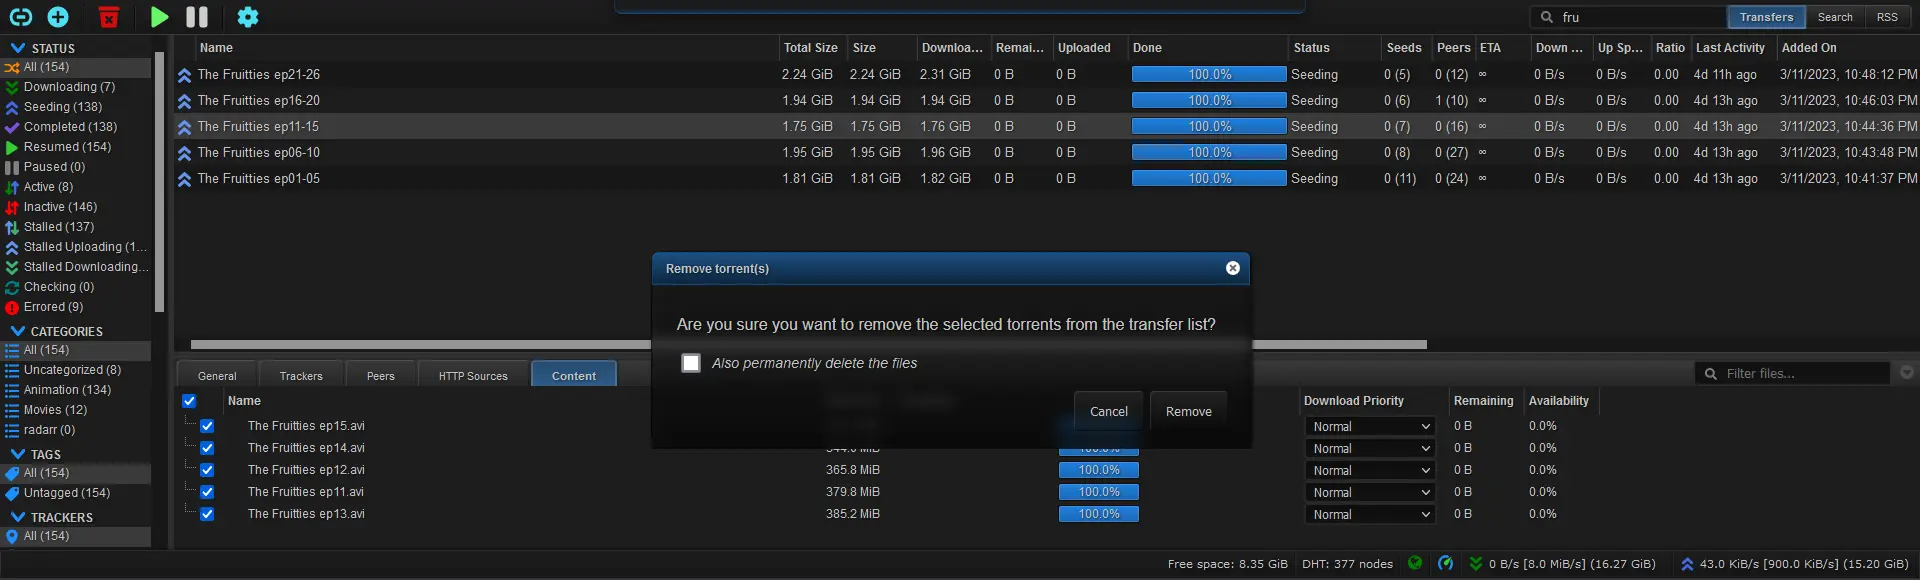 fru
Transfers Search RSS
STATUS
All (154)
Downloading (7)
Seeding (138)
Completed (138)
Resumed (154)
Paused (0)
Active (8)
Inactive (146)
Stalled (137)
Stalled Uploading (1...
Stalled Downloading...
Checking (0)
Errored (9)
CATEGORIES
All (154)
Uncategorized (8)
Animation (134)
Movies (12)
radarr (0)
TAGS
All (154)
Untagged (154)
TRACKERS
All (154)
Name Total Size Size Downloa... Remai... Uploaded Done Status Seeds Peers ETA Down ... Up Sp... Ratio Last Activity Added On
The Fruitties ep21-26 2.24 GiB 2.24 GiB 2.31 GiB 0 B 0 B 100.0% Seeding 0 (5) 0 (12) ∞ 0 B/s 0 B/s 0.00 4d 11h ago 3/11/2023, 10:48:12 PM
The Fruitties ep16-20 1.94 GiB 1.94 GiB 1.94 GiB 0 B 0 B 100.0% Seeding 0 (6) 1 (10) ∞ 0 B/s 0 B/s 0.00 4d 13h ago 3/11/2023, 10:46:03 PM
The Fruitties ep11-15 1.75 GiB 1.75 GiB 1.76 GiB 0 B 0 B 100.0% Seeding 0 (7) 0 (16) ∞ 0 B/s 0 B/s 0.00 4d 13h ago 3/11/2023, 10:44:36 PM
The Fruitties ep06-10 1.95 GiB 1.95 GiB 1.96 GiB 0 B 0 B 100.0% Seeding 0 (8) 0 (27) ∞ 0 B/s 0 B/s 0.00 4d 13h ago 3/11/2023, 10:43:48 PM
The Fruitties ep01-05 1.81 GiB 1.81 GiB 1.82 GiB 0 B 0 B 100.0% Seeding 0 (11) 0 (24) ∞ 0 B/s 0 B/s 0.00 4d 13h ago 3/11/2023, 10:41:37 PM
Remove torrent(s)
Are you sure you want to remove the selected torrents from the transfer list?
Also permanently delete the files
Cancel Remove
General Trackers Peers HTTP Sources Content
Filter files...
Name Download Priority Remaining Availability
The Fruitties ep15.avi Normal 0 B 0.0%
The Fruitties ep14.avi 100.0% Normal 0 B 0.0%
The Fruitties ep12.avi 365.8 MiB 100.0% Normal 0 B 0.0%
The Fruitties ep11.avi 379.8 MiB 100.0% Normal 0 B 0.0%
The Fruitties ep13.avi 385.2 MiB 100.0% Normal 0 B 0.0%
Free space: 8.35 GiB DHT: 377 nodes 0 B/s [8.0 MiB/s] (16.27 GiB) 43.0 KiB/s [900.0 KiB/s] (15.20 GiB)